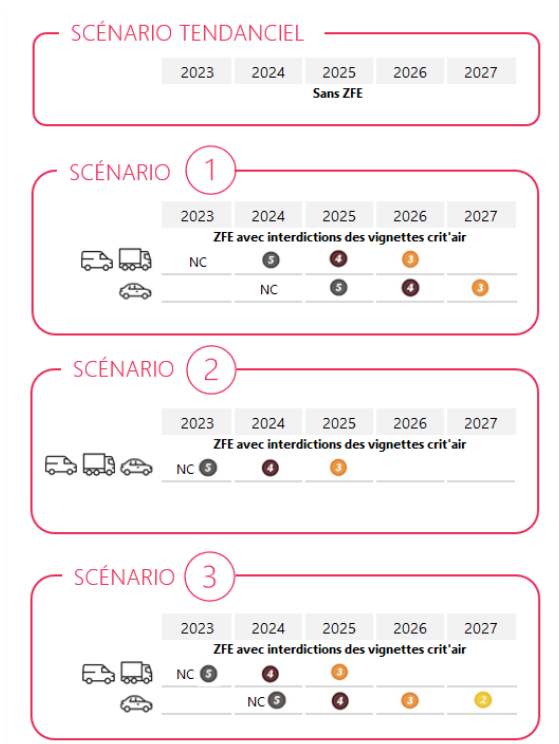 SCÉNARIO TENDANCIEL
2023 2024 2025 2026 2027
Sans ZFE
SCÉNARIO 1
2023 2024 2025 2026 2027
ZFE avec interdictions des vignettes crit'air
NC 5 4 3
NC 5 4 3
SCÉNARIO 2
2023 2024 2025 2026 2027
ZFE avec interdictions des vignettes crit'air
NC 5 4 3
SCÉNARIO 3
2023 2024 2025 2026 2027
ZFE avec interdictions des vignettes crit'air
NC 5 4 3
NC 5 4 3 2